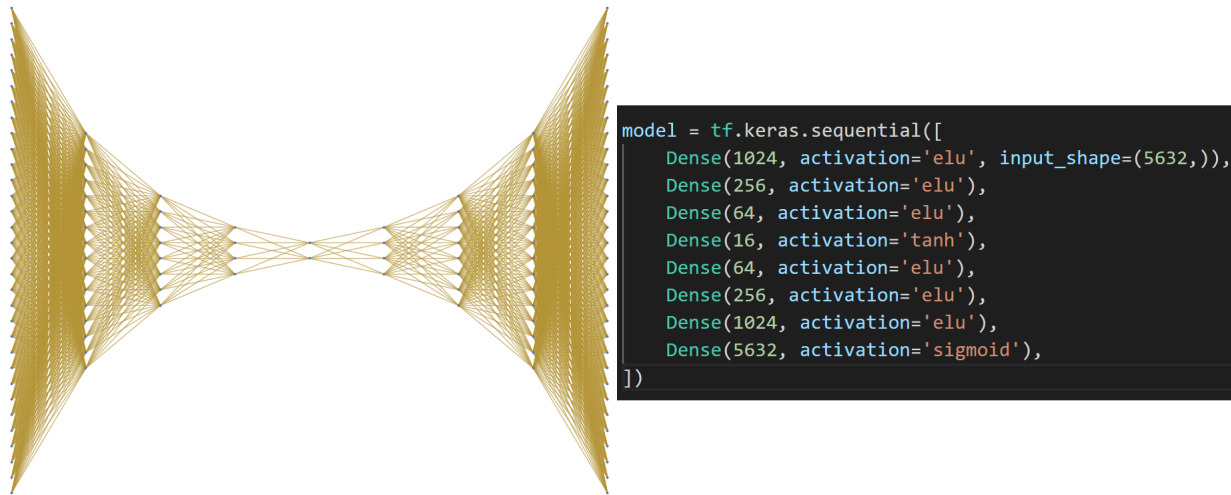 model = tf.keras.sequential([
    Dense(1024, activation='elu', input_shape=(5632,)),
    Dense(256, activation='elu'),
    Dense(64, activation='elu'),
    Dense(16, activation='tanh'),
    Dense(64, activation='elu'),
    Dense(256, activation='elu'),
    Dense(1024, activation='elu'),
    Dense(5632, activation='sigmoid'),
])